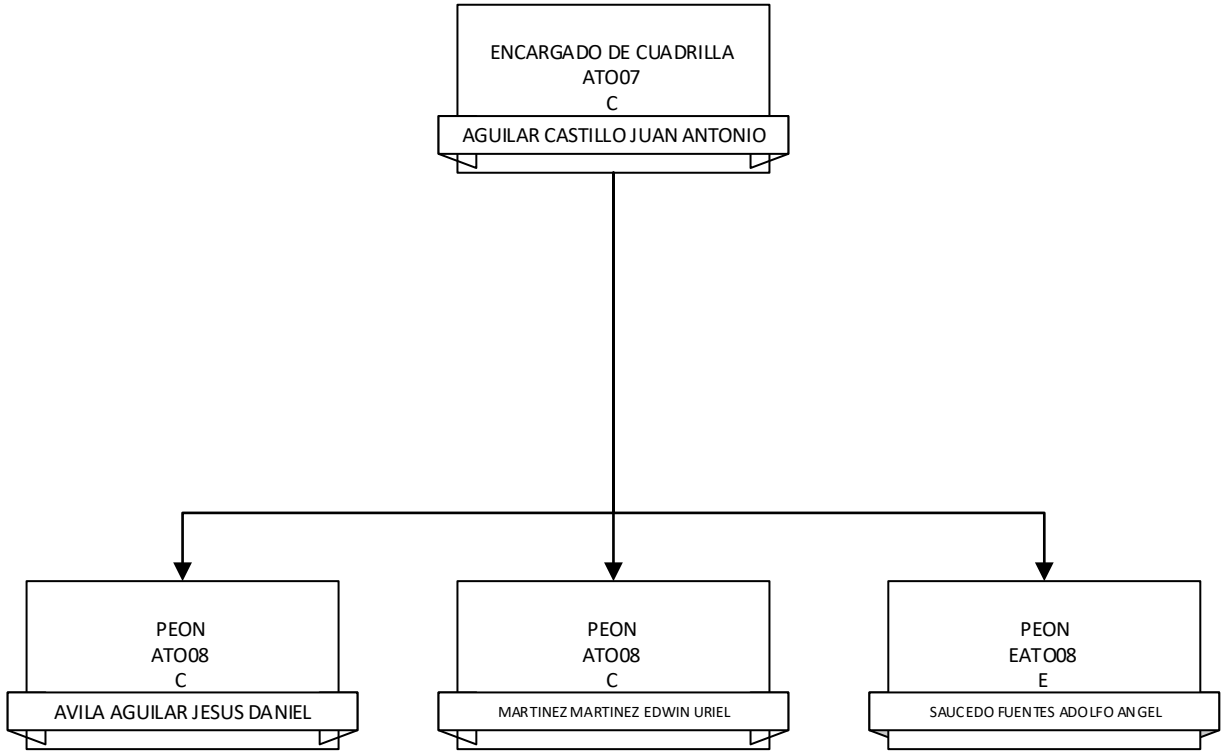 ENCARGADO DE CUADRILLA
ATO07
C
AGUILAR CASTILLO JUAN ANTONIO
PEON
ATO08
C
AVILA AGUILAR JESUS DANIEL
PEON
ATO08
C
MARTINEZ MARTINEZ EDWIN URIEL
PEON
EATO08
E
SAUCEDO FUENTES ADOLFO ANGEL